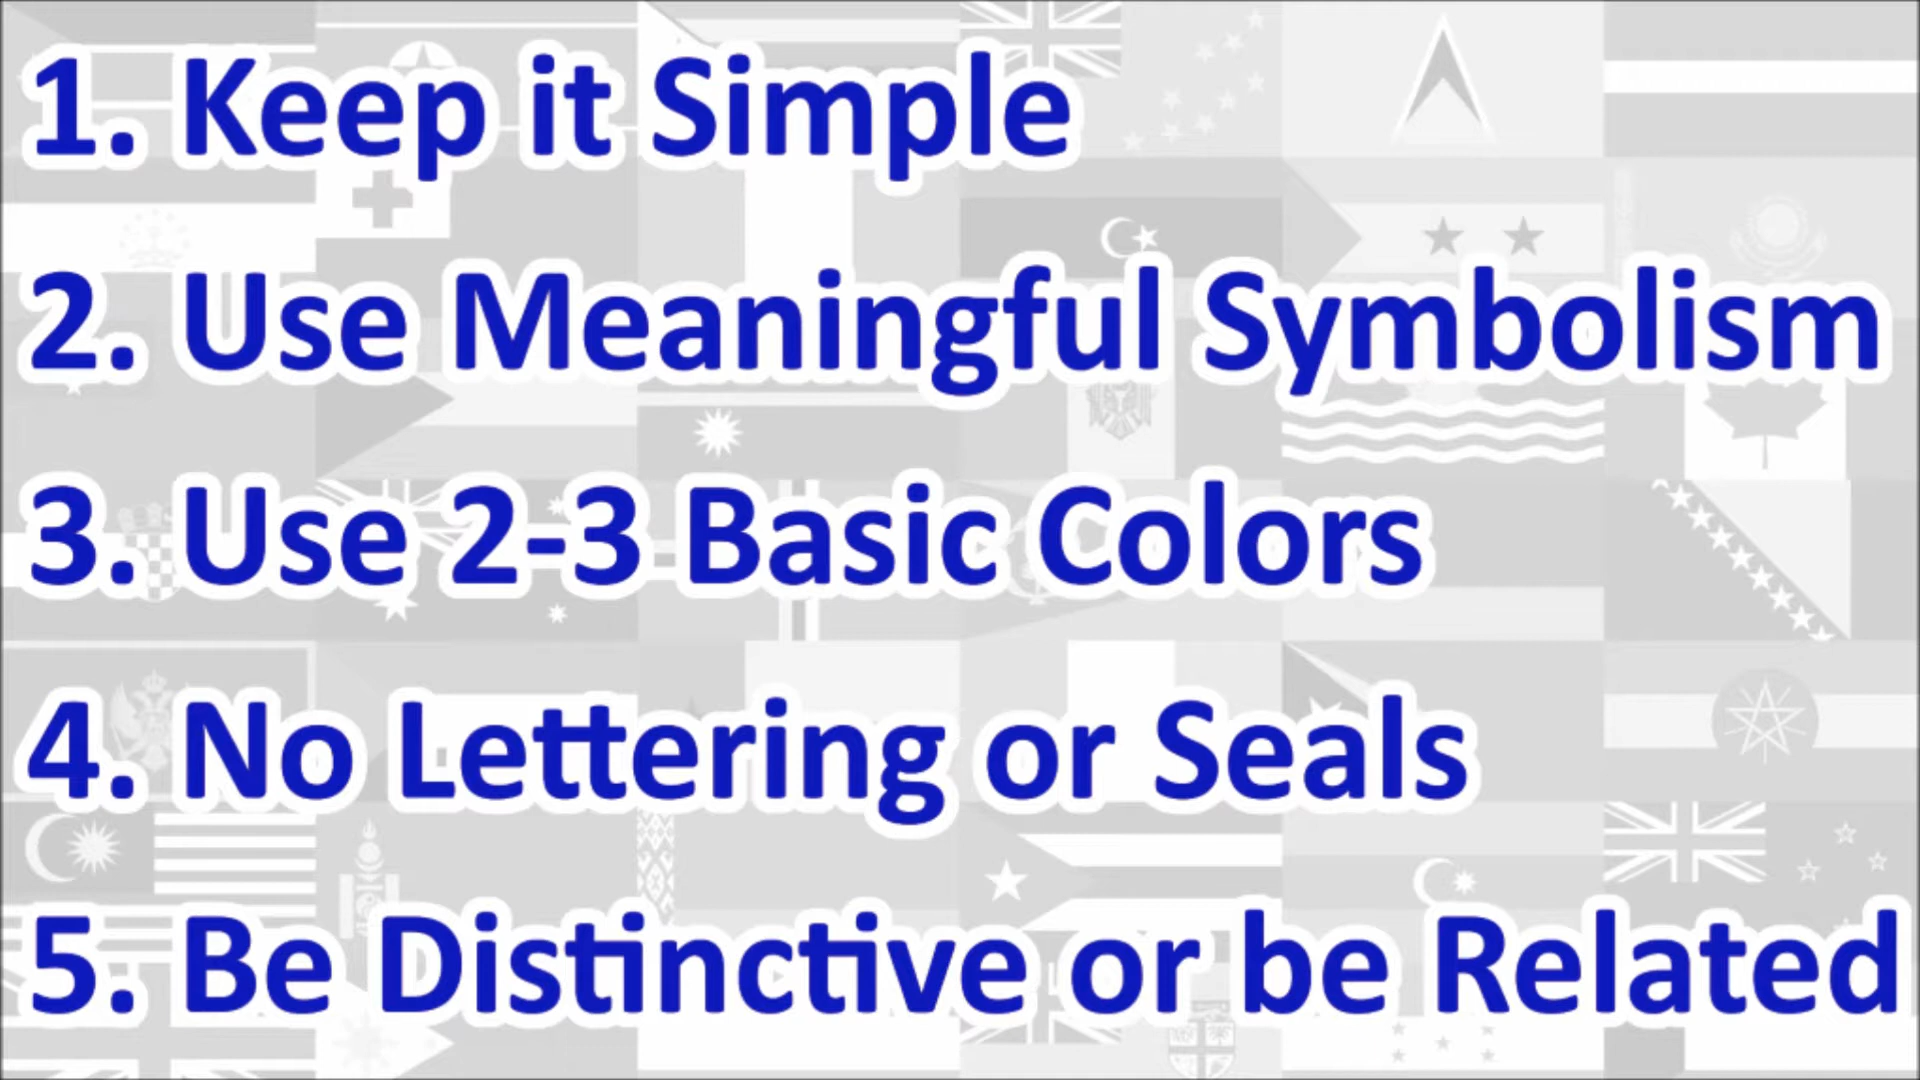 1. Keep it Simple
2. Use Meaningful Symbolism
3. Use 2-3 Basic Colors
4. No Lettering or Seals
5. Be Distinctive or be Related